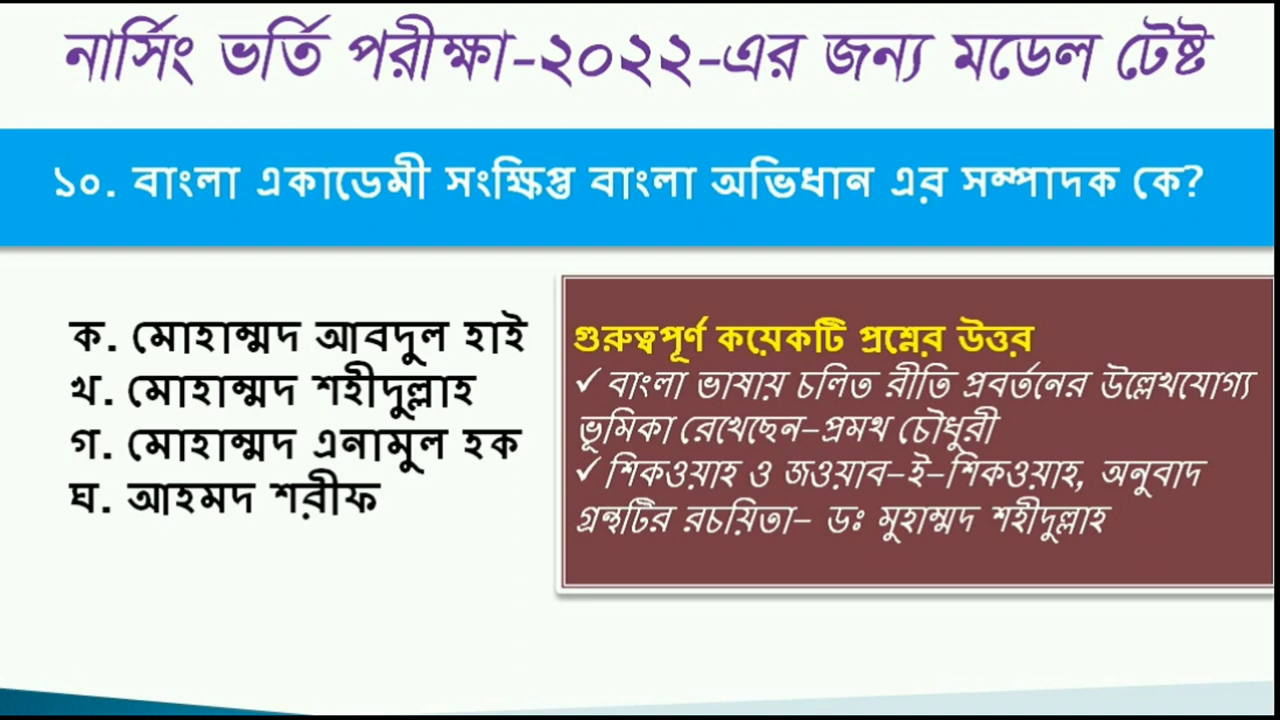 নার্সিং ভর্তি পরীক্ষা-২০২২-এর জন্য মডেল টেষ্ট
১০. বাংলা একাডেমী সংক্ষিপ্ত বাংলা অভিধান এর সম্পাদক কে?
ক. মোহাম্মদ আবদুল হাই
খ. মোহাম্মদ শহীদুল্লাহ
গ. মোহাম্মদ এনামুল হক
ঘ. আহমদ শরীফ
গুরুত্বপূর্ণ কয়েকটি প্রশ্নের উত্তর
✓ বাংলা ভাষায় চলিত রীতি প্রবর্তনের উল্লেখযোগ্য
ভূমিকা রেখেছেন–প্রমথ চৌধুরী
✓ শিকওয়াহ ও জওয়াব–ই–শিকওয়াহ, অনুবাদ
গ্রন্থটির রচয়িতা– ডঃ মুহাম্মদ শহীদুল্লাহ